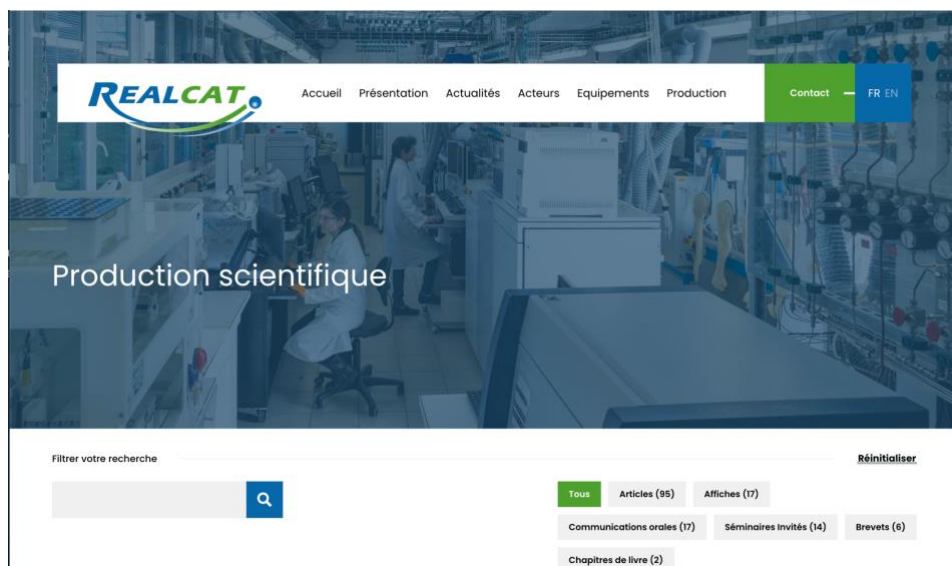 REALCAT
Accueil Présentation Actualités Acteurs Equipements Production Contact FR EN
Production scientifique
Filtrer votre recherche
Réinitialiser
Tous Articles (95) Affiches (17)
Communications orales (17) Séminaires Invités (14) Brevets (6)
Chapitres de livre (2)